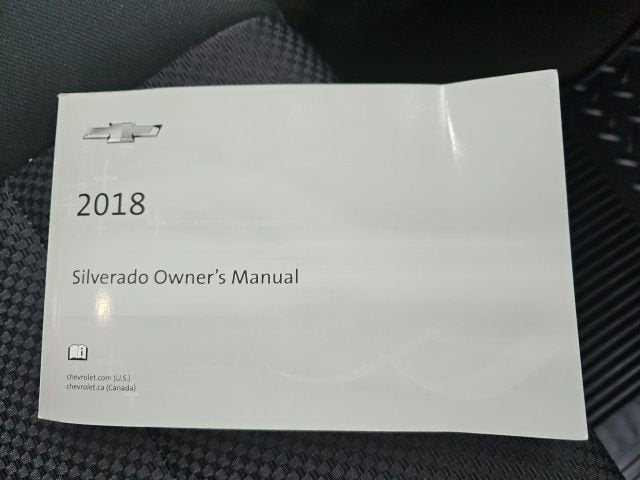 2018
Silverado Owner's Manual
chevrolet.com (U.S.)
chevrolet.ca (Canada)